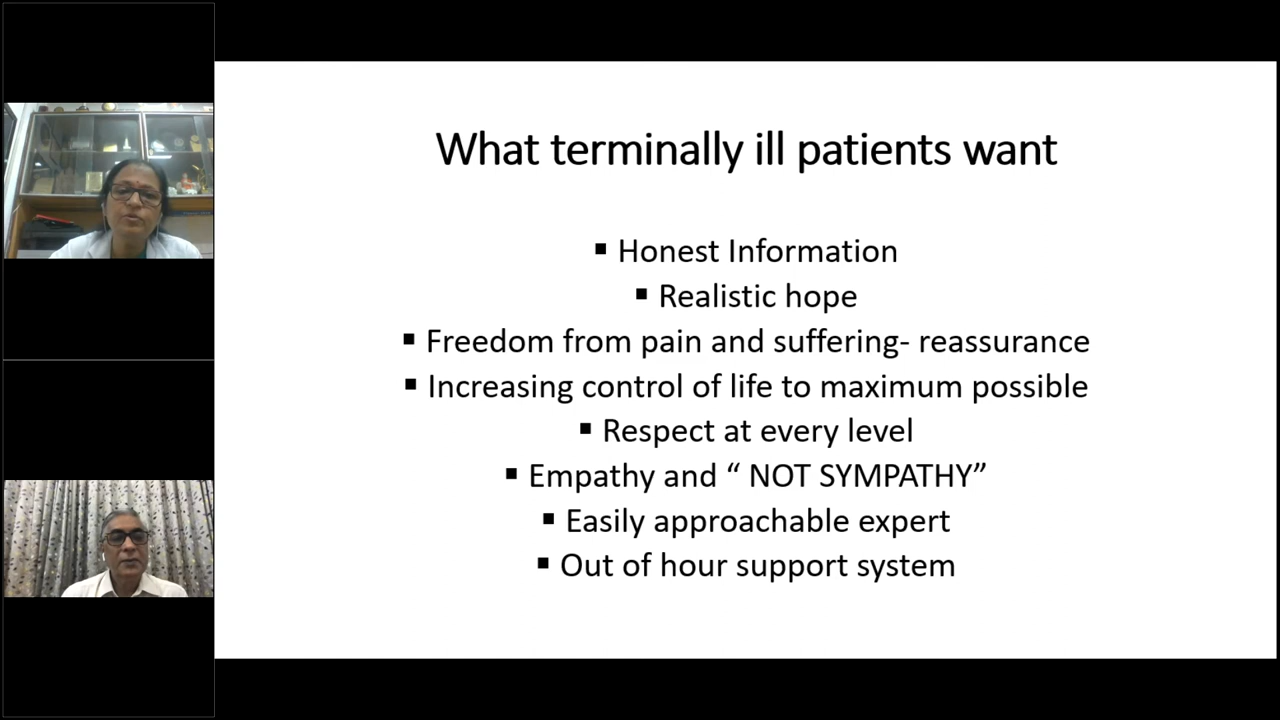 What terminally ill patients want
▪ Honest Information
▪ Realistic hope
▪ Freedom from pain and suffering- reassurance
▪ Increasing control of life to maximum possible
▪ Respect at every level
▪ Empathy and “ NOT SYMPATHY”
▪ Easily approachable expert
▪ Out of hour support system